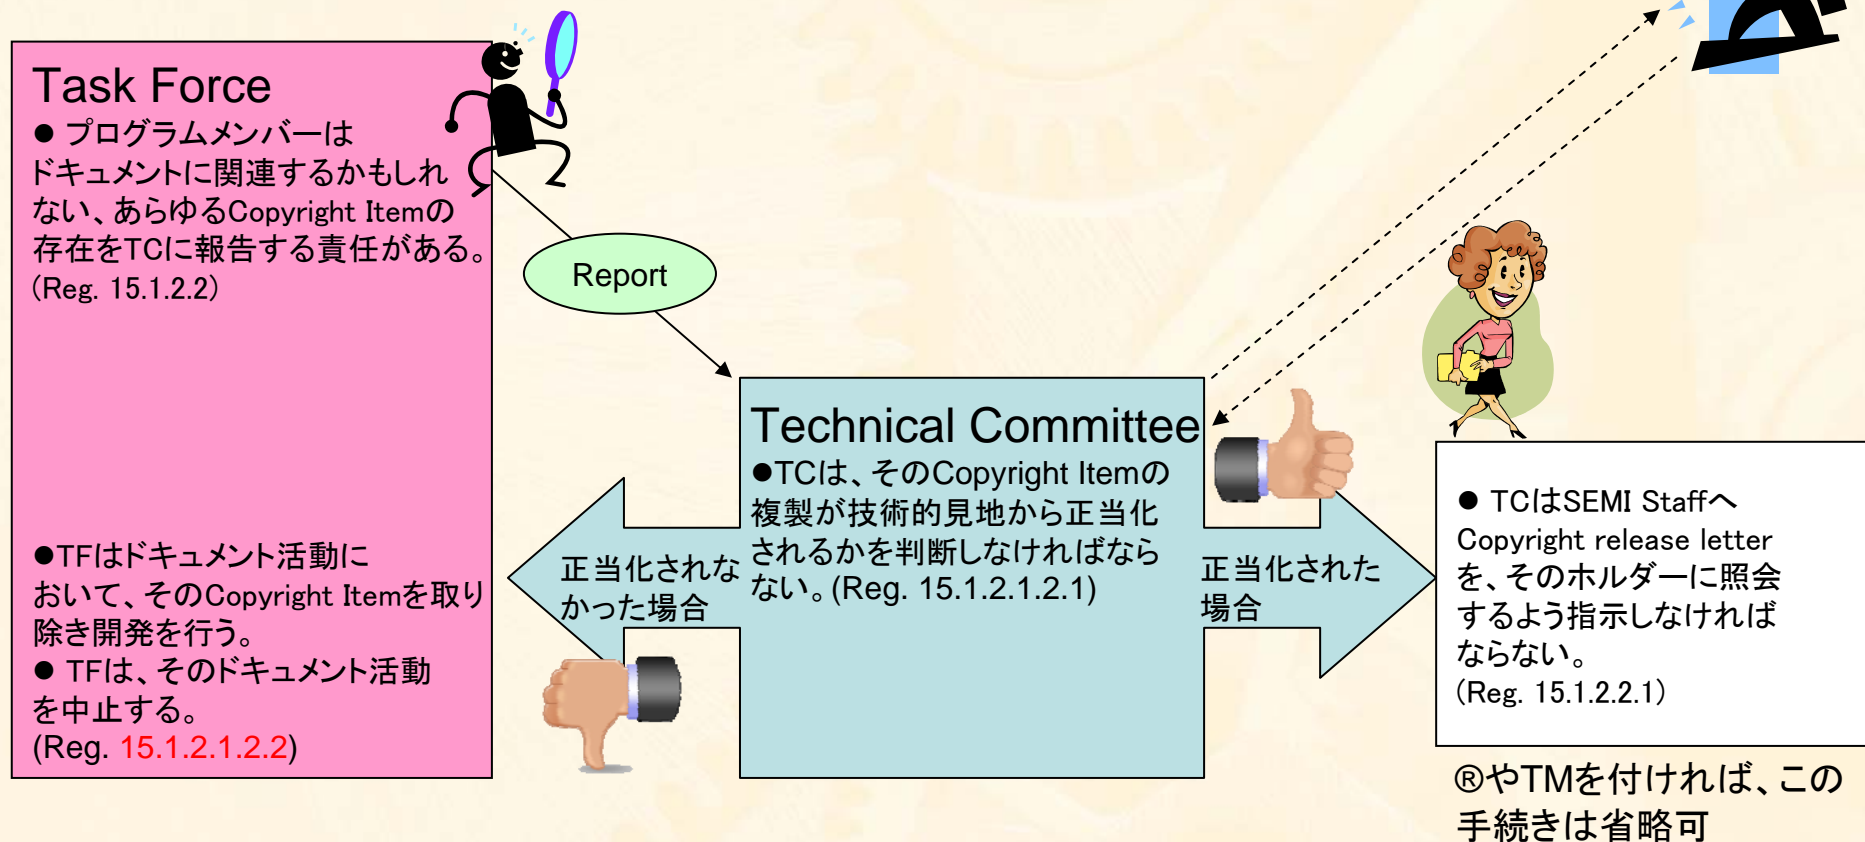 Task Force
● プログラムメンバーは
ドキュメントに関連するかもしれ
ない、あらゆるCopyright Itemの
存在をTCに報告する責任がある。
(Reg. 15.1.2.2)
●TFはドキュメント活動に
おいて、そのCopyright Itemを取り
除き開発を行う。
● TFは、そのドキュメント活動
を中止する。
(Reg. 15.1.2.1.2.2)
Report
正当化されな
かった場合
Technical Committee
●TCは、そのCopyright Itemの
複製が技術的見地から正当化
されるかを判断しなければなら
ない。(Reg. 15.1.2.1.2.1)
正当化された
場合
● TCはSEMI Staffへ
Copyright release letter
を、そのホルダーに照会
するよう指示しなければ
ならない。
(Reg. 15.1.2.2.1)
®やTMを付ければ、この
手続きは省略可